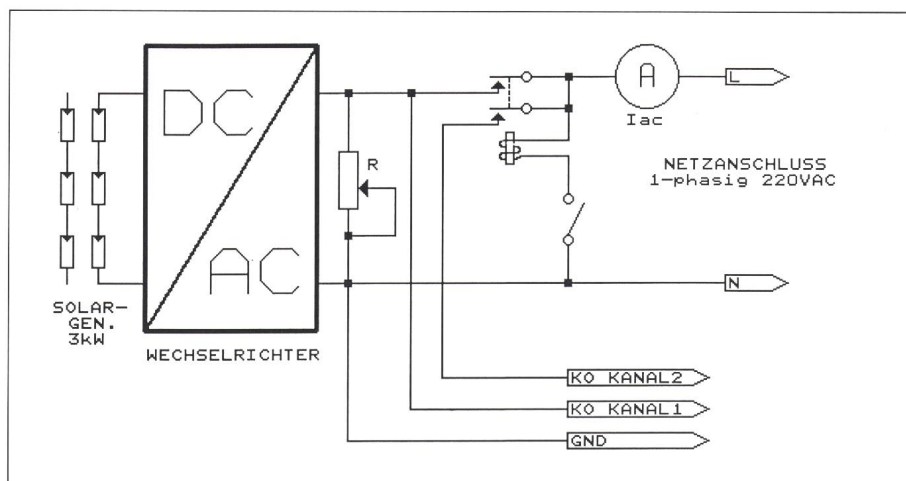 DC
AC
SOLAR-
GEN.
3kW
WECHSELRICHTER
R
A
Iac
L
NETZANSCHLUSS
1-phasig 220VAC
N
KO KANAL2
KO KANAL1
GND